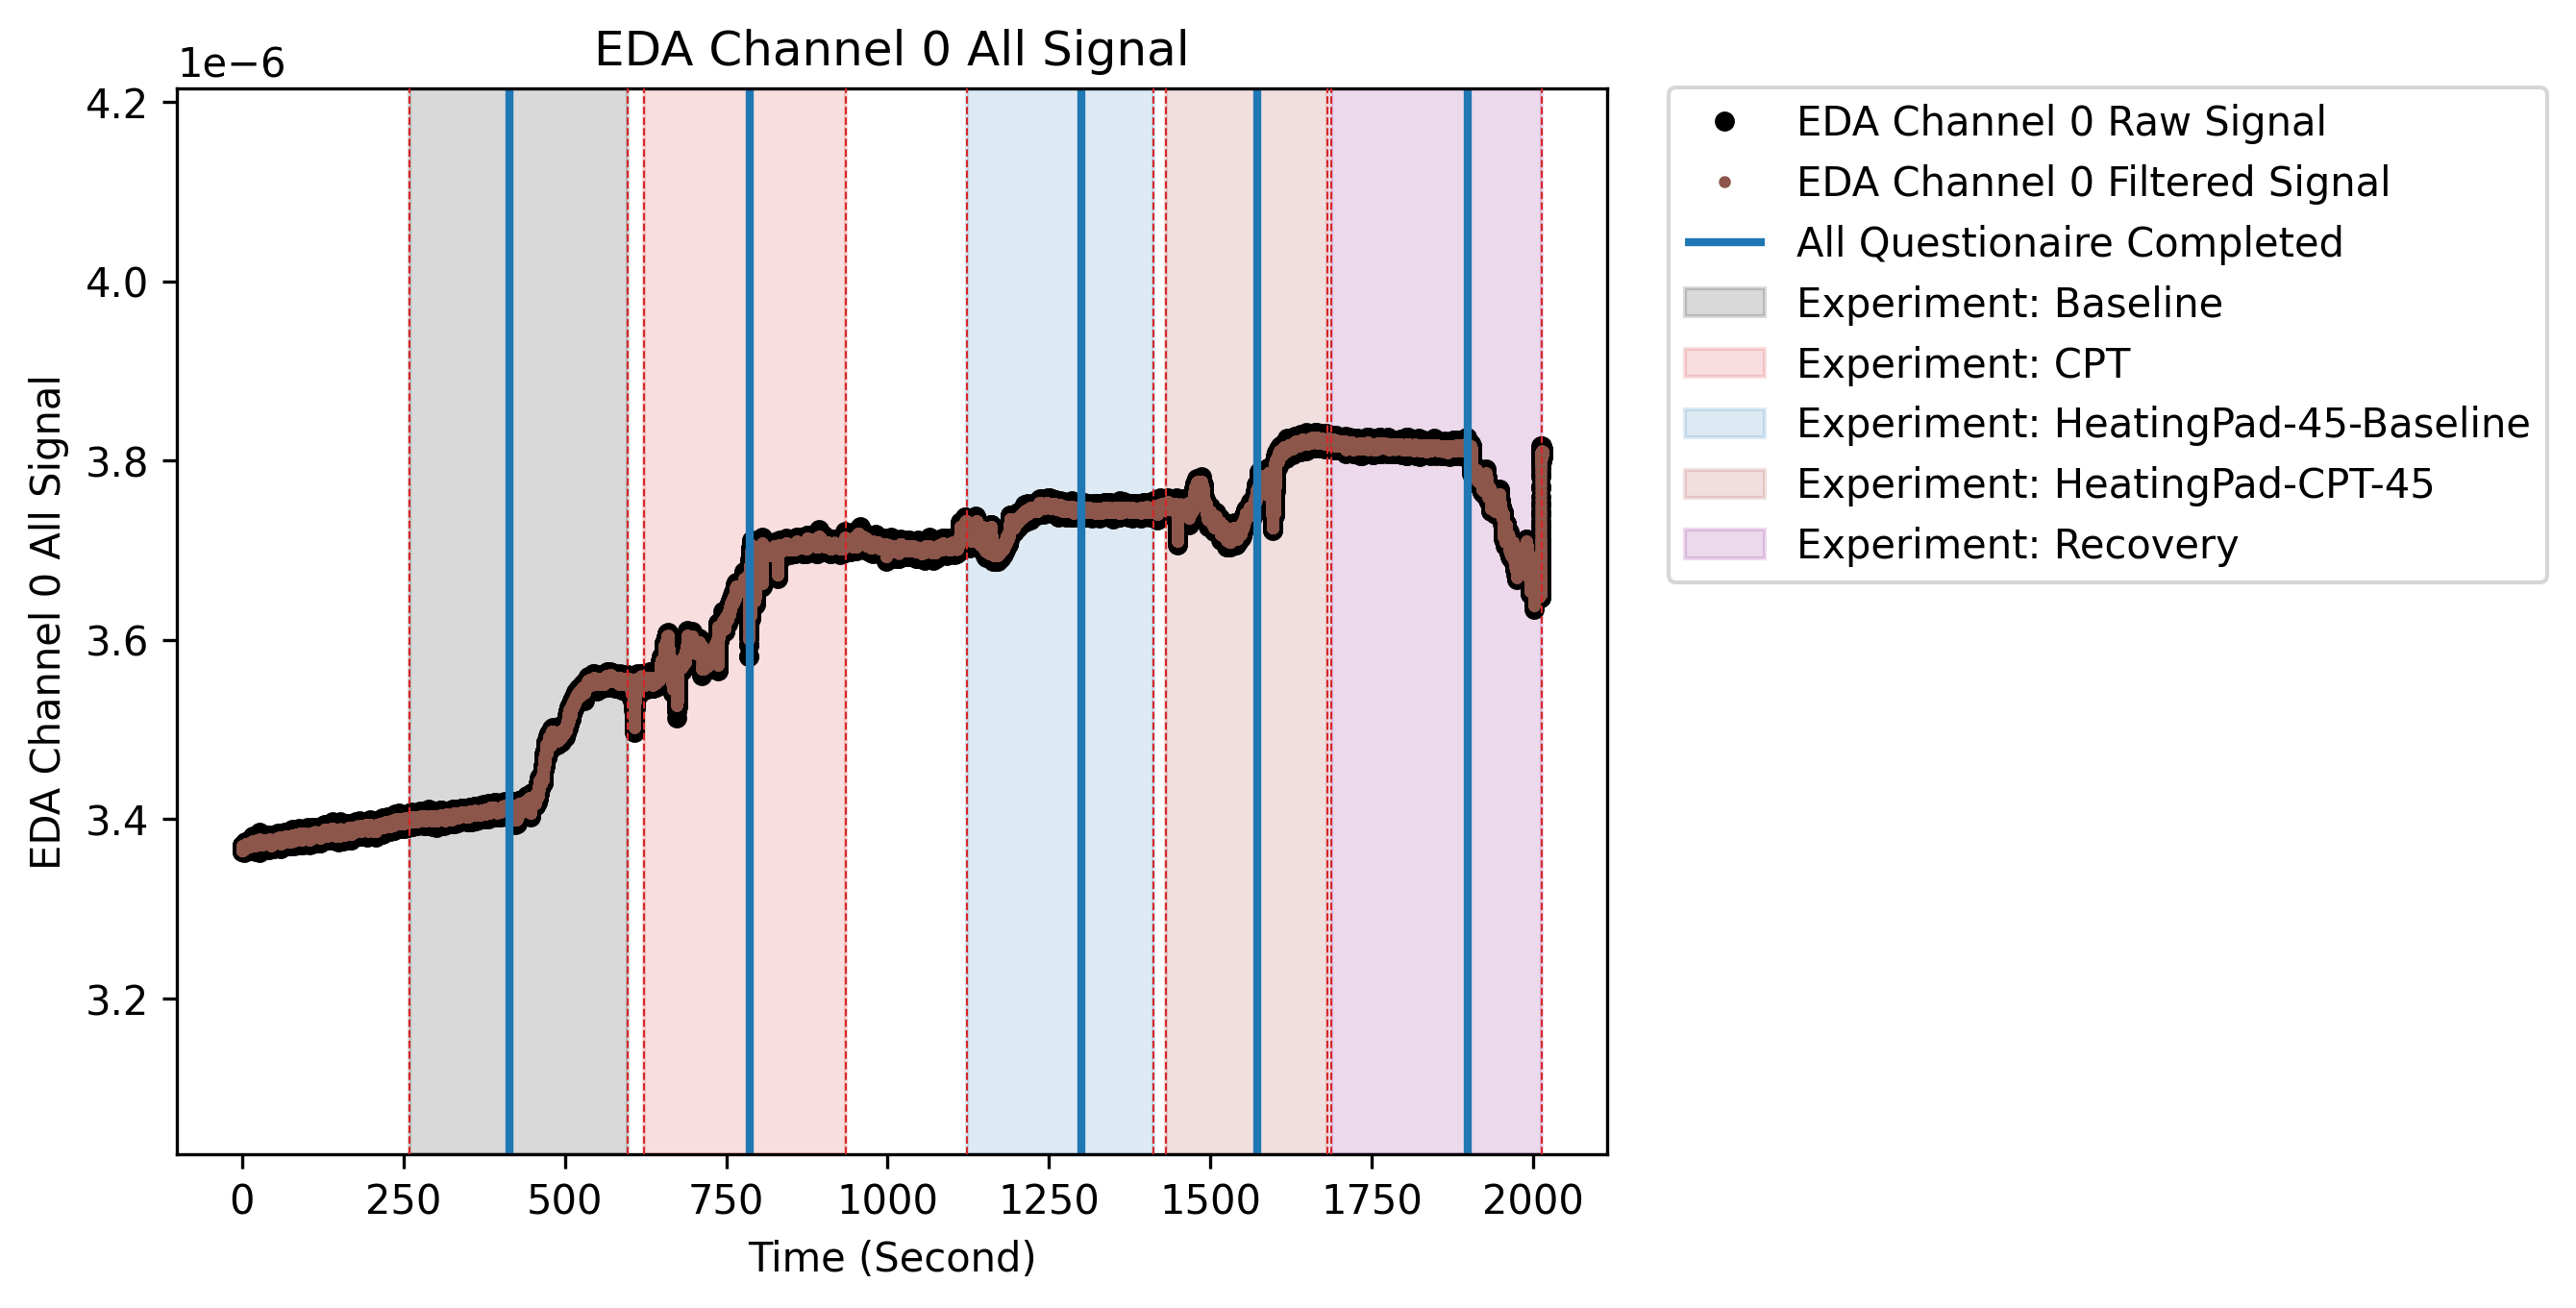 EDA Channel 0 All Signal
1e−6
4.2
4.0
3.8
3.6
3.4
3.2
EDA Channel 0 All Signal
0 250 500 750 1000 1250 1500 1750 2000
Time (Second)
EDA Channel 0 Raw Signal
EDA Channel 0 Filtered Signal
All Questionaire Completed
Experiment: Baseline
Experiment: CPT
Experiment: HeatingPad-45-Baseline
Experiment: HeatingPad-CPT-45
Experiment: Recovery